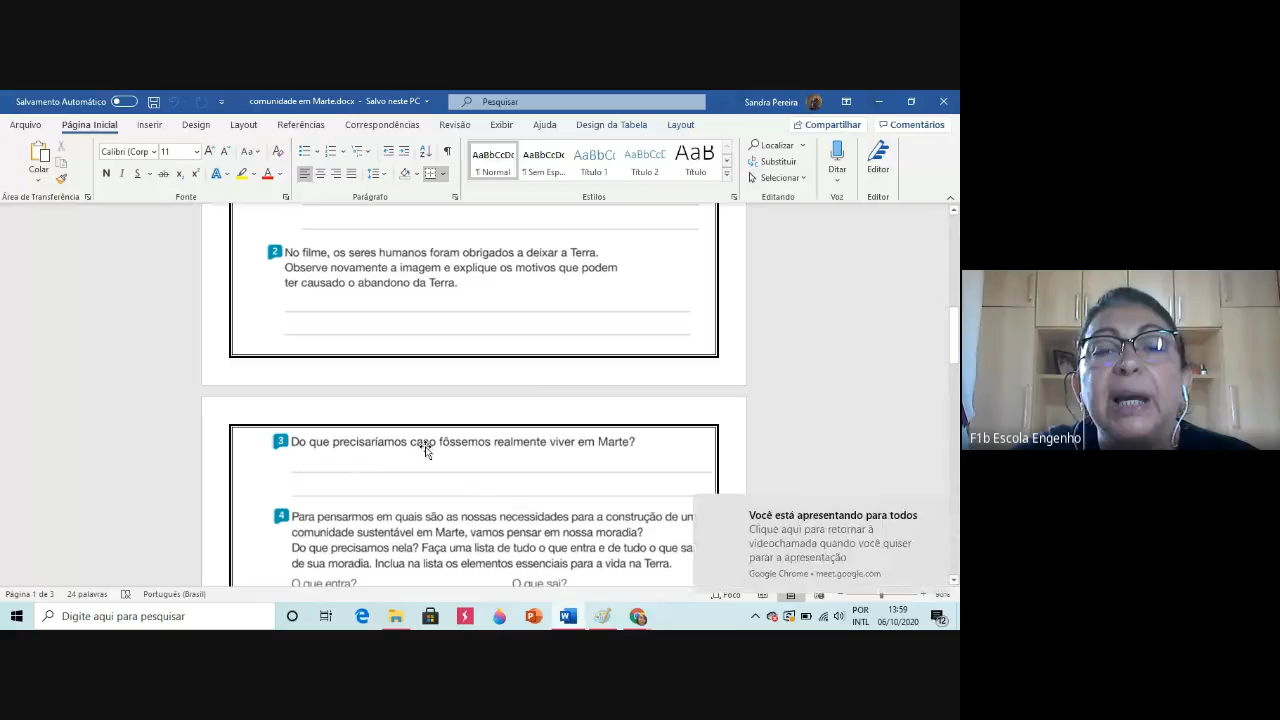 Salvamento Automático
comunidade em Marte.docx - Salvo neste PC
Pesquisar
Sandra Pereira
Arquivo Página Inicial Inserir Design Layout Referências Correspondências Revisão Exibir Ajuda Design da Tabela Layout
Compartilhar Comentários
Colar
Calibri (Corp 11
AaBbCcDc AaBbCcDc AaBbCc AaBbCcC AaB
¶ Normal ¶ Sem Esp... Título 1 Título 2 Título
Localizar
Substituir
Selecionar
Ditar
Editor
Área de Transferência Fonte Parágrafo Estilos Editando Voz Editor
2 No filme, os seres humanos foram obrigados a deixar a Terra.
Observe novamente a imagem e explique os motivos que podem
ter causado o abandono da Terra.
3 Do que precisaríamos caso fôssemos realmente viver em Marte?
4 Para pensarmos em quais são as nossas necessidades para a construção de um
comunidade sustentável em Marte, vamos pensar em nossa moradia?
Do que precisamos nela? Faça uma lista de tudo o que entra e de tudo o que sa
de sua moradia. Inclua na lista os elementos essenciais para a vida na Terra.
O que entra? O que sai?
Você está apresentando para todos
Clique aqui para retornar à
videochamada quando você quiser
parar a apresentação
Google Chrome • meet.google.com
Página 1 de 3 24 palavras Português (Brasil)
Foco
96%
Digite aqui para pesquisar
POR
INTL
13:59
06/10/2020
12
F1b Escola Engenho